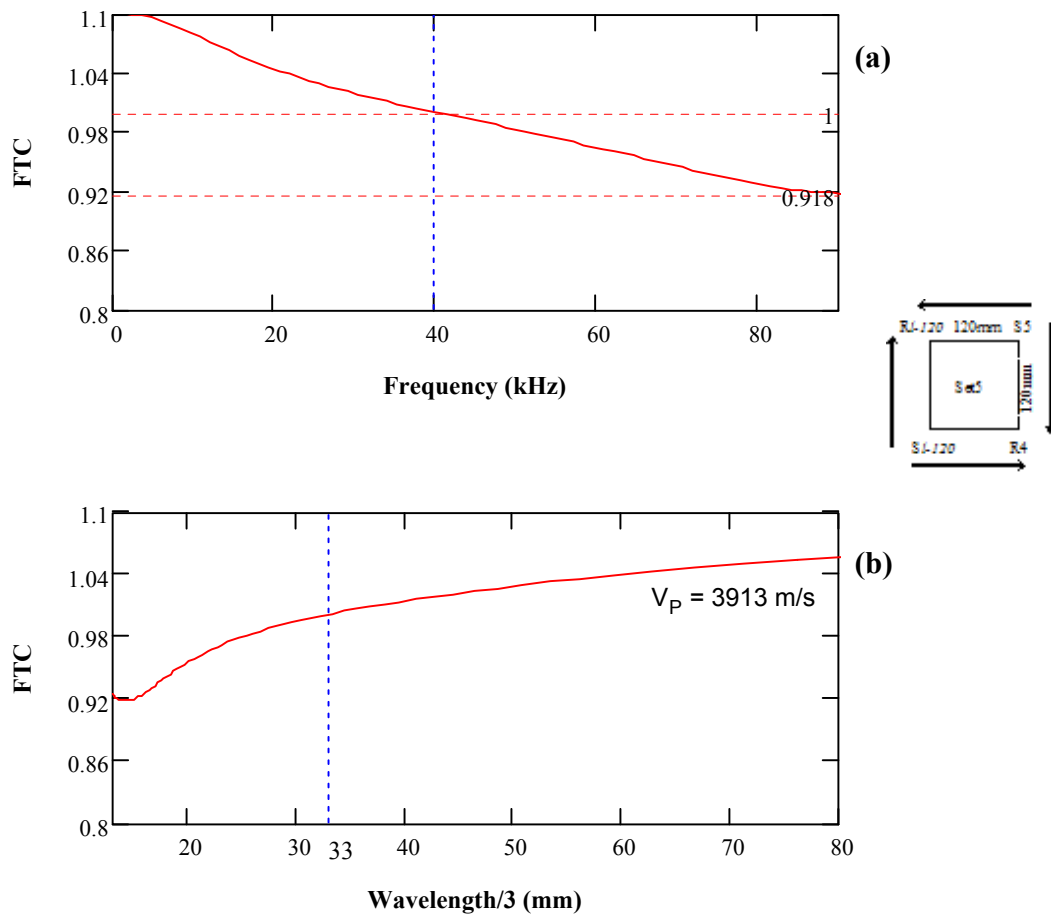 1.1
(a)
1.04
1
0.98
0.92
0.918
0.86
0.8
FTC
0 20 40 60 80
Frequency (kHz)
Ri-120 120mm S5
Set5
120mm
Si-120 R4
1.1
(b)
1.04
V_P = 3913 m/s
0.98
0.92
0.86
0.8
FTC
20 30 33 40 50 60 70 80
Wavelength/3 (mm)